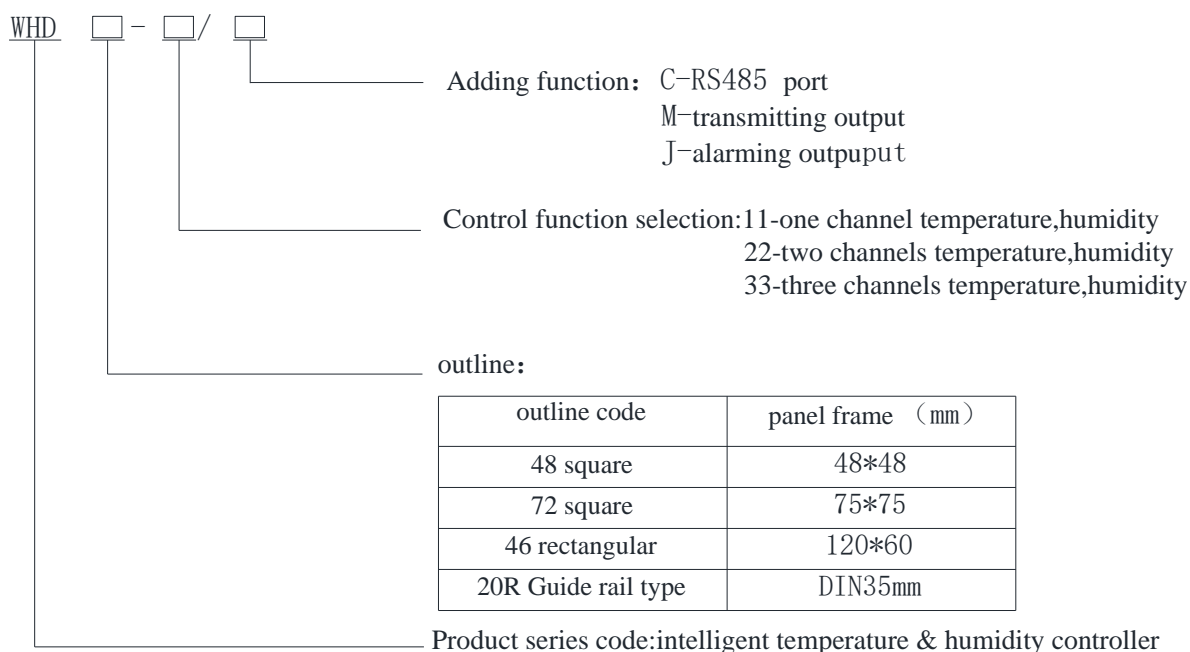 WHD □ - □/ □
Adding function：C-RS485 port
M-transmitting output
J-alarming outpuput
Control function selection:11-one channel temperature,humidity
22-two channels temperature,humidity
33-three channels temperature,humidity
outline：
outline code panel frame （mm）
48 square 48*48
72 square 75*75
46 rectangular 120*60
20R Guide rail type DIN35mm
Product series code:intelligent temperature & humidity controller